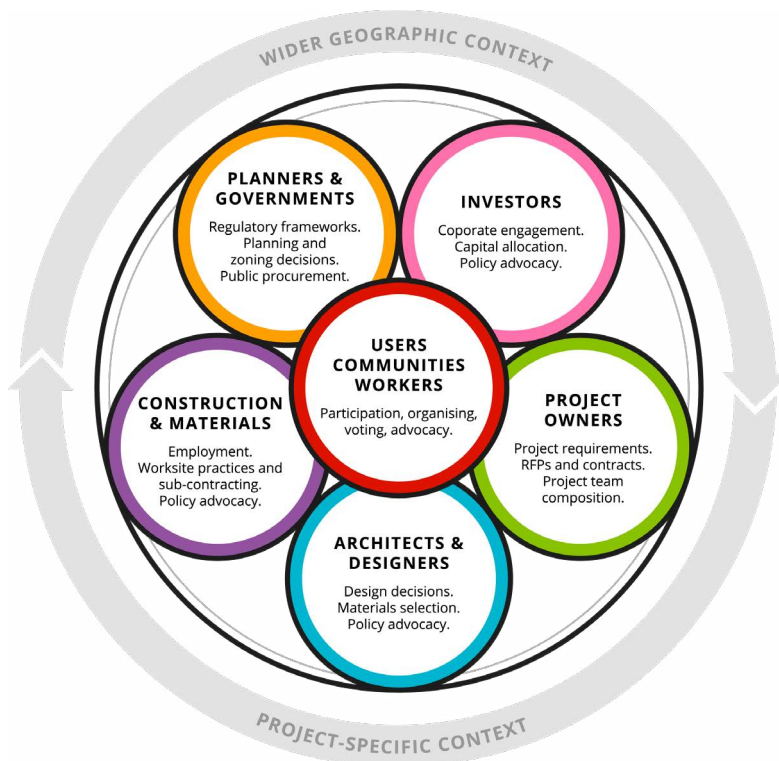 WIDER GEOGRAPHIC CONTEXT
PLANNERS &
GOVERNMENTS
Regulatory frameworks.
Planning and
zoning decisions.
Public procurement.
INVESTORS
Coporate engagement.
Capital allocation.
Policy advocacy.
USERS
COMMUNITIES
WORKERS
Participation, organising,
voting, advocacy.
CONSTRUCTION
& MATERIALS
Employment.
Worksite practices and
sub-contracting.
Policy advocacy.
PROJECT
OWNERS
Project requirements.
RFPs and contracts.
Project team
composition.
ARCHITECTS &
DESIGNERS
Design decisions.
Materials selection.
Policy advocacy.
PROJECT-SPECIFIC CONTEXT